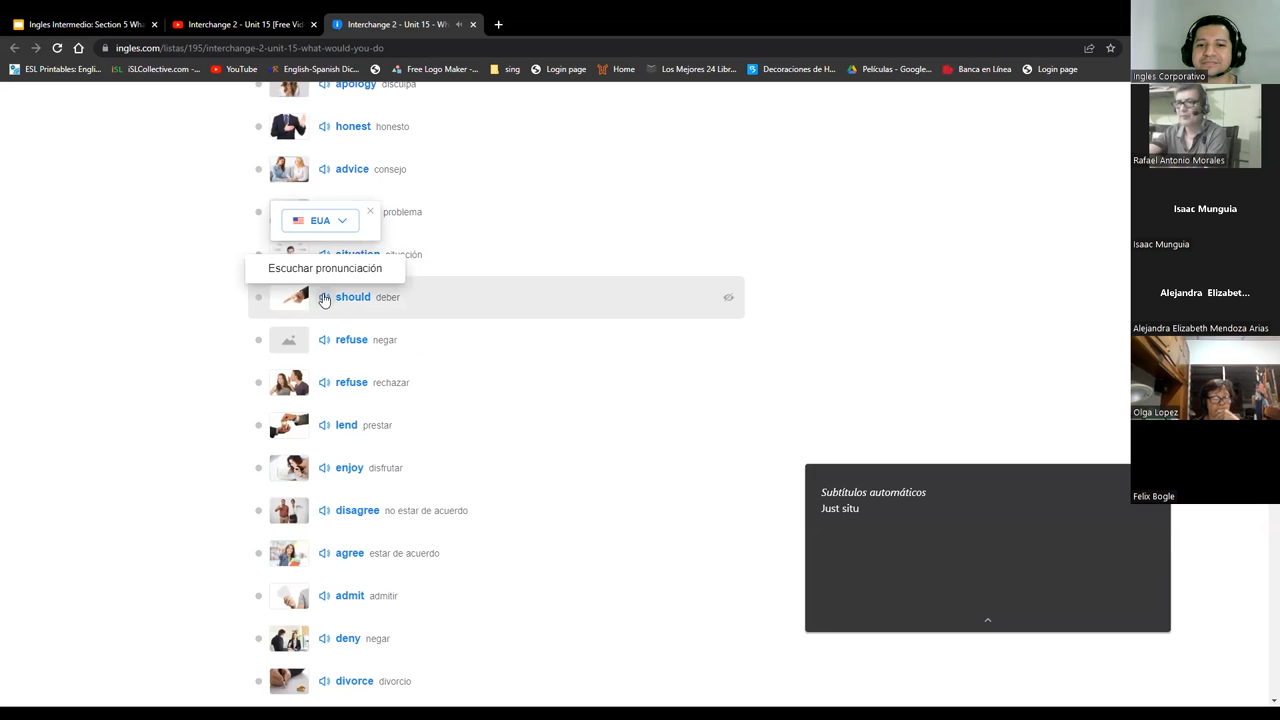 Ingles Intermedio: Section 5 Wha
Interchange 2 - Unit 15 [Free Vid
Interchange 2 - Unit 15 - Wh
ingles.com/listas/195/interchange-2-unit-15-what-would-you-do
ESL Printables: Engli...
iSL
iSLCollective.com -...
YouTube
English-Spanish Dic...
Free Logo Maker -...
sing
Login page
Home
Los Mejores 24 Libr...
Decoraciones de H...
Películas - Google...
Banca en Línea
Login page
apology disculpa
honest honesto
advice consejo
problema
EUA
situation situación
Escuchar pronunciación
should deber
refuse negar
refuse rechazar
lend prestar
enjoy disfrutar
disagree no estar de acuerdo
agree estar de acuerdo
admit admitir
deny negar
divorce divorcio
Subtítulos automáticos
Just situ
Ingles Corporativo
Rafael Antonio Morales
Isaac Munguia
Isaac Munguia
Alejandra Elizabet...
Alejandra Elizabeth Mendoza Arias
Olga Lopez
Felix Bogle